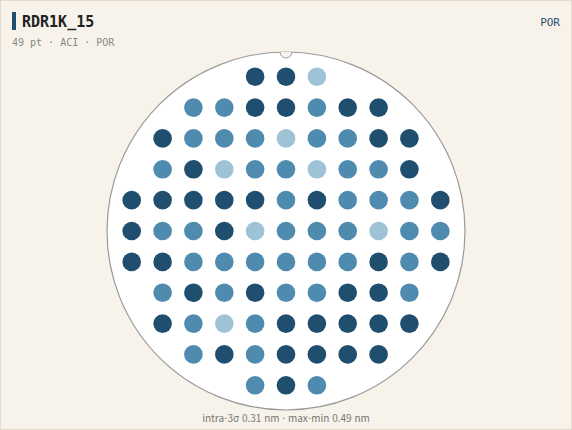 RDR1K_15
POR
49 pt · ACI · POR
intra-3σ 0.31 nm · max-min 0.49 nm